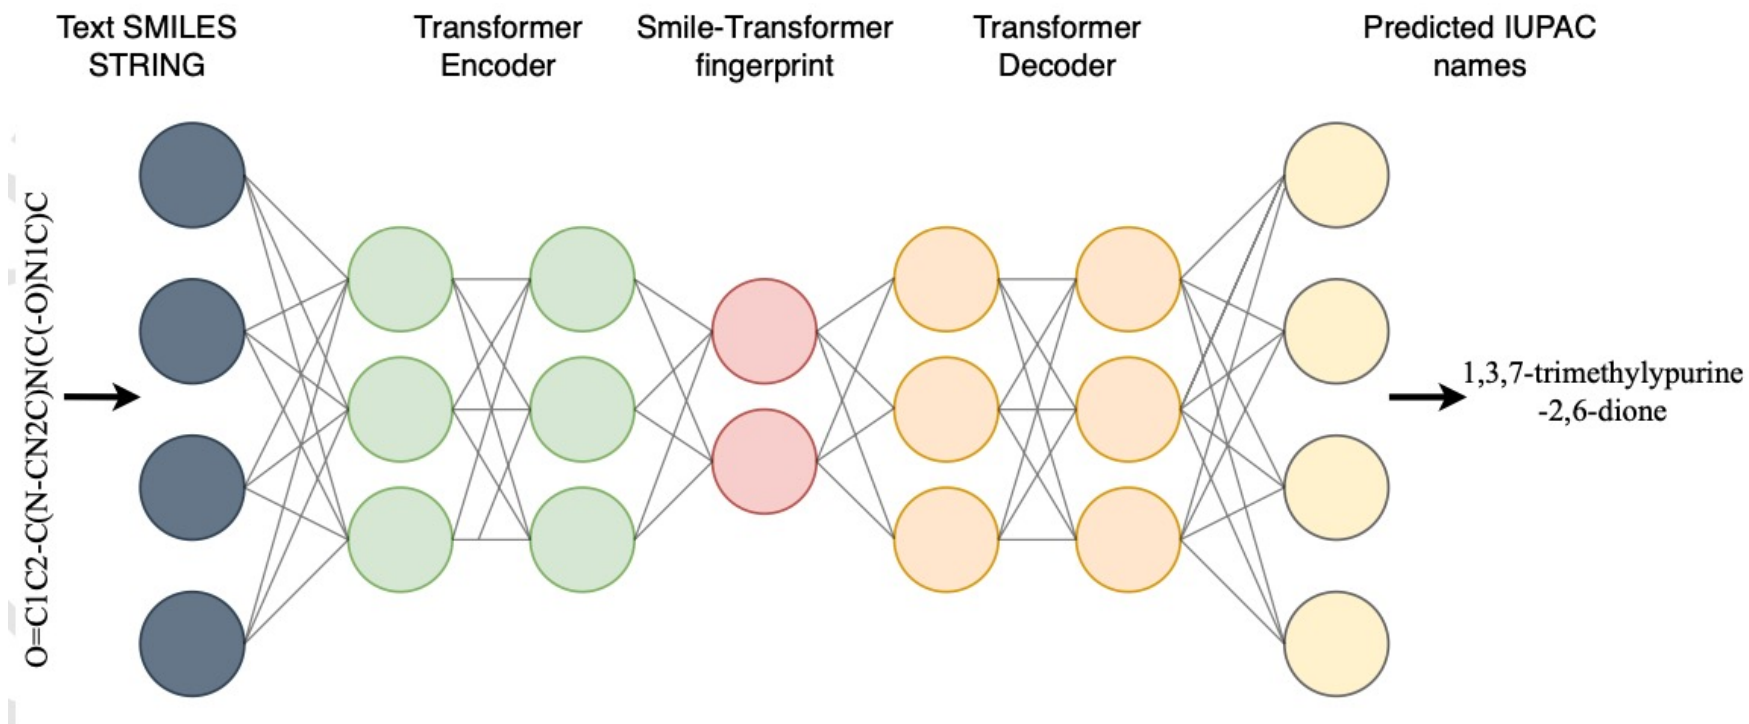 Text SMILES
STRING
Transformer
Encoder
Smile-Transformer
fingerprint
Transformer
Decoder
Predicted IUPAC
names
O=C1C2-C(N-CN2C)N(C(-O)N1C)C
1,3,7-trimethylypurine
-2,6-dione